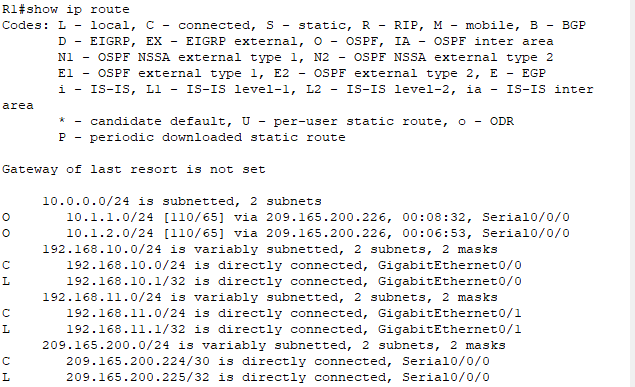 R1#show ip route
Codes: L - local, C - connected, S - static, R - RIP, M - mobile, B - BGP
       D - EIGRP, EX - EIGRP external, O - OSPF, IA - OSPF inter area
       N1 - OSPF NSSA external type 1, N2 - OSPF NSSA external type 2
       E1 - OSPF external type 1, E2 - OSPF external type 2, E - EGP
       i - IS-IS, L1 - IS-IS level-1, L2 - IS-IS level-2, ia - IS-IS inter
area
       * - candidate default, U - per-user static route, o - ODR
       P - periodic downloaded static route

Gateway of last resort is not set

     10.0.0.0/24 is subnetted, 2 subnets
O       10.1.1.0/24 [110/65] via 209.165.200.226, 00:08:32, Serial0/0/0
O       10.1.2.0/24 [110/65] via 209.165.200.226, 00:06:53, Serial0/0/0
     192.168.10.0/24 is variably subnetted, 2 subnets, 2 masks
C       192.168.10.0/24 is directly connected, GigabitEthernet0/0
L       192.168.10.1/32 is directly connected, GigabitEthernet0/0
     192.168.11.0/24 is variably subnetted, 2 subnets, 2 masks
C       192.168.11.0/24 is directly connected, GigabitEthernet0/1
L       192.168.11.1/32 is directly connected, GigabitEthernet0/1
     209.165.200.0/24 is variably subnetted, 2 subnets, 2 masks
C       209.165.200.224/30 is directly connected, Serial0/0/0
L       209.165.200.225/32 is directly connected, Serial0/0/0